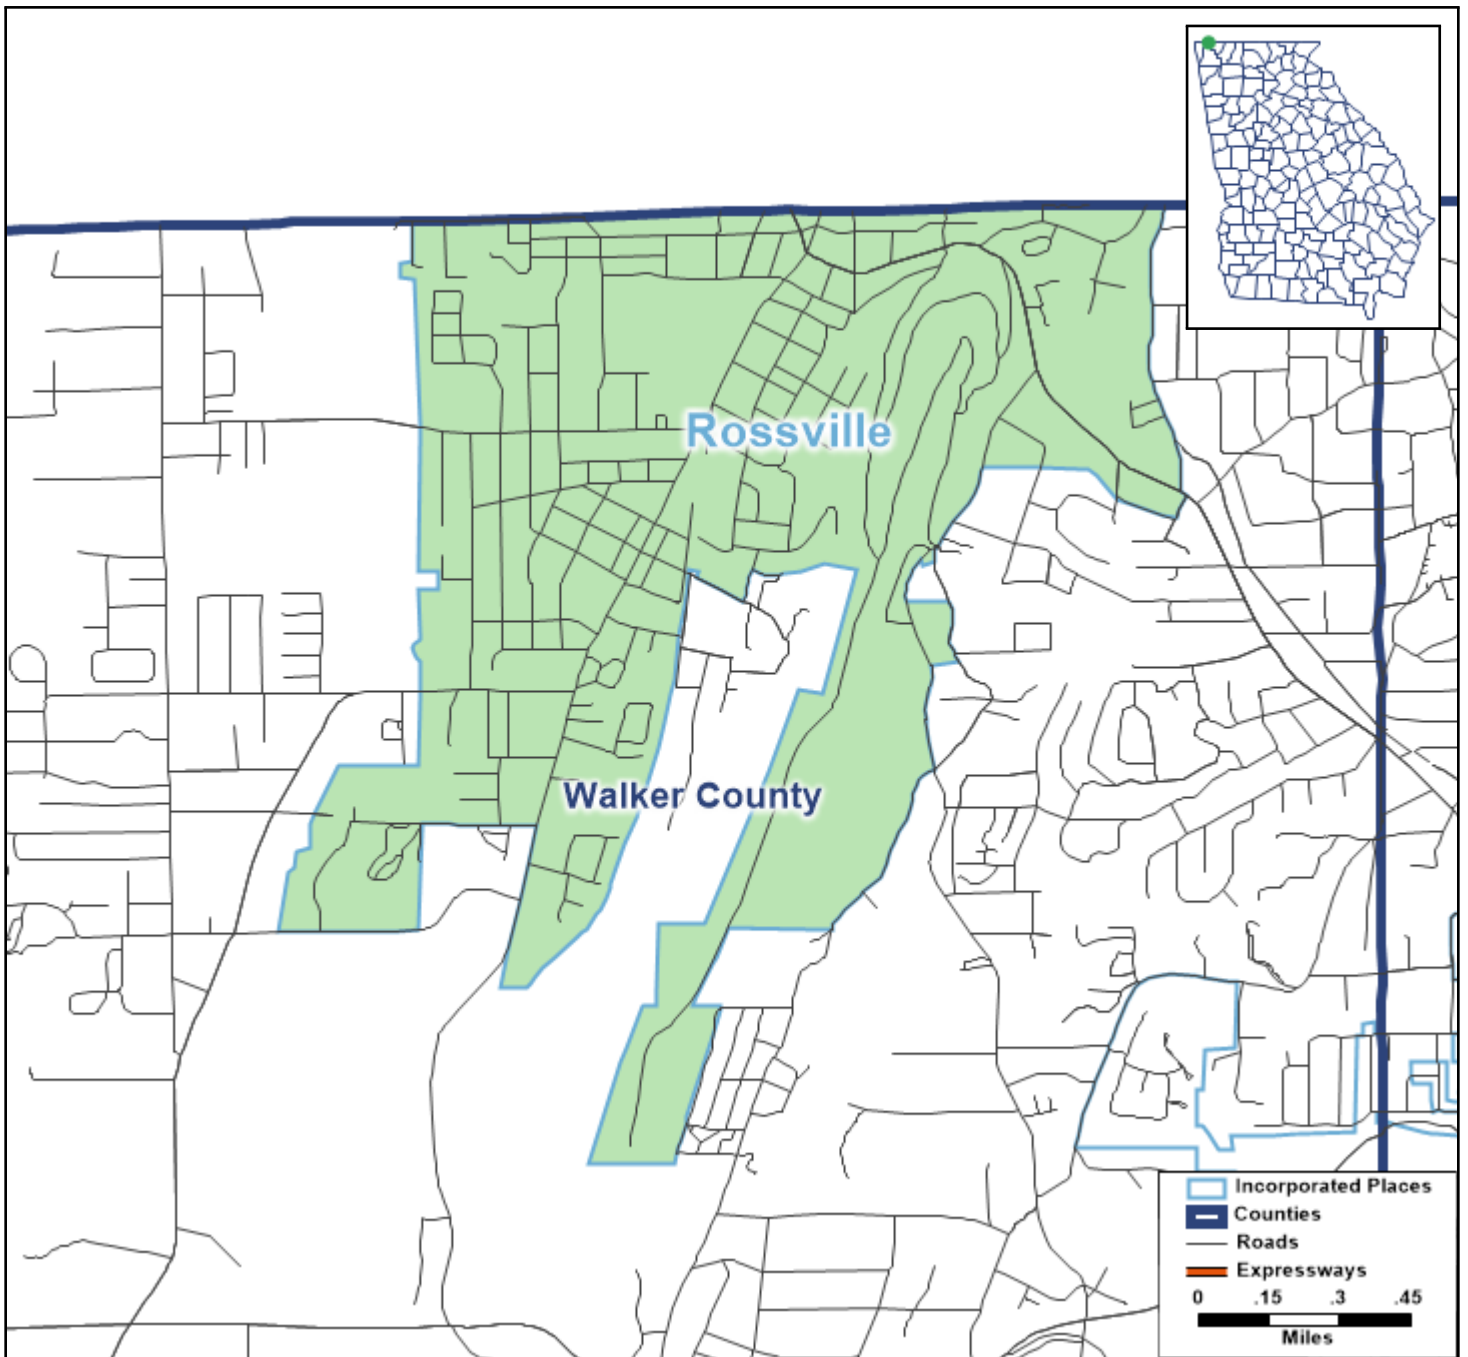 Rossville
Walker County
Incorporated Places
Counties
Roads
Expressways
0 .15 .3 .45
Miles